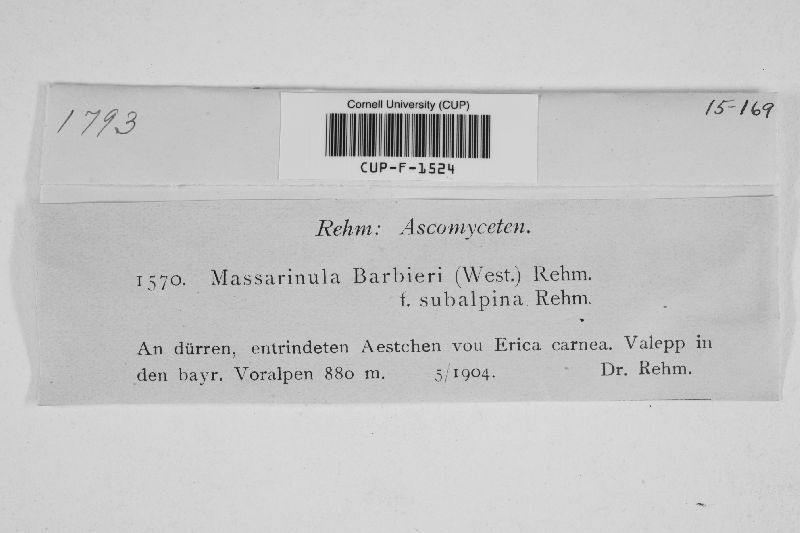 Cornell University (CUP)
1793
15-169
CUP-F-1524
Rehm: Ascomyceten.
1570. Massarinula Barbieri (West.) Rehm.
f. subalpina Rehm.
An dürren, entrindeten Aestchen vou Erica carnea. Valepp in
den bayr. Voralpen 880 m. 5/1904. Dr. Rehm.